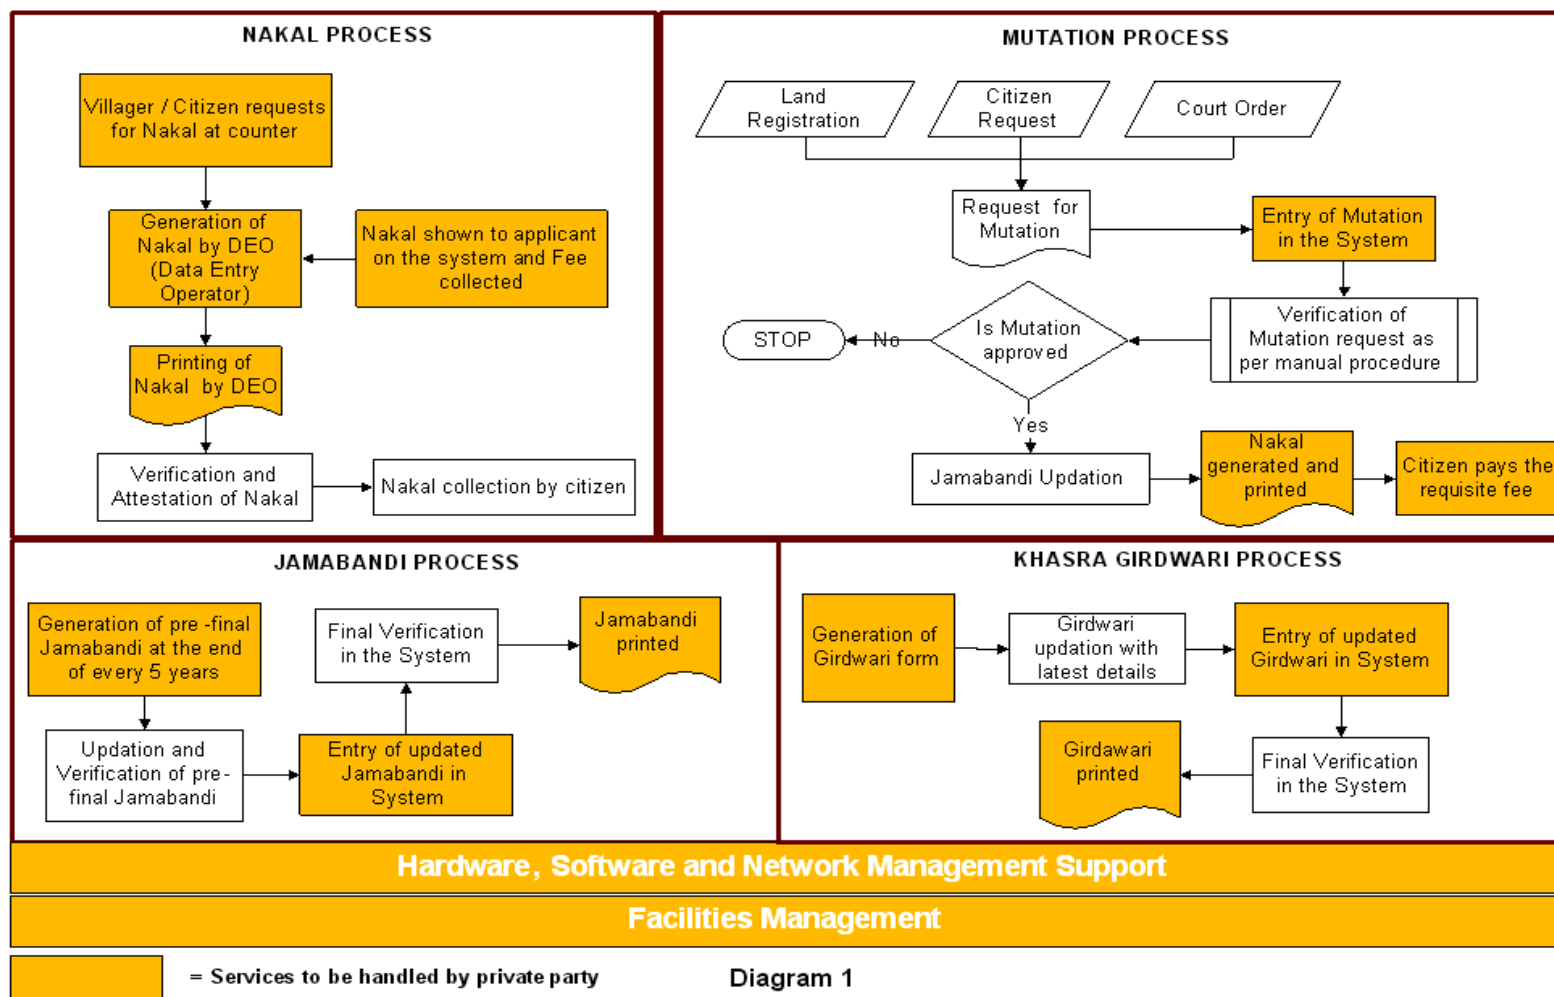 NAKAL PROCESS
Villager / Citizen requests
for Nakal at counter
Generation of
Nakal by DEO
(Data Entry
Operator)
Nakal shown to applicant
on the system and Fee
collected
Printing of
Nakal by DEO
Verification and
Attestation of Nakal
Nakal collection by citizen
MUTATION PROCESS
Land
Registration
Citizen
Request
Court Order
Request for
Mutation
Entry of Mutation
in the System
Verification of
Mutation request as
per manual procedure
Is Mutation
approved
No
STOP
Yes
Jamabandi Updation
Nakal
generated and
printed
Citizen pays the
requisite fee
JAMABANDI PROCESS
Generation of pre-final
Jamabandi at the end
of every 5 years
Updation and
Verification of pre-
final Jamabandi
Entry of updated
Jamabandi in
System
Final Verification
in the System
Jamabandi
printed
KHASRA GIRDWARI PROCESS
Generation of
Girdwari form
Girdwari
updation with
latest details
Entry of updated
Girdwari in System
Final Verification
in the System
Girdawari
printed
Hardware, Software and Network Management Support
Facilities Management
= Services to be handled by private party
Diagram 1